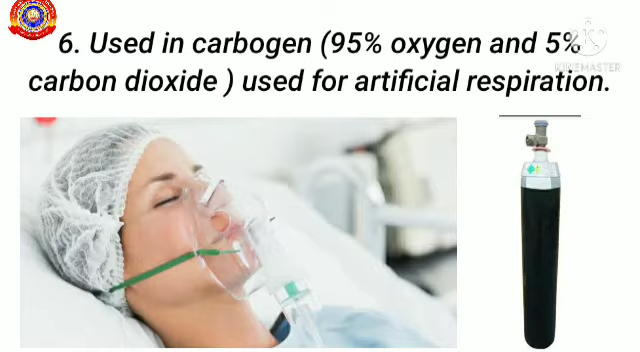 6. Used in carbogen (95% oxygen and 5%
carbon dioxide ) used for artificial respiration.
KINEMASTER